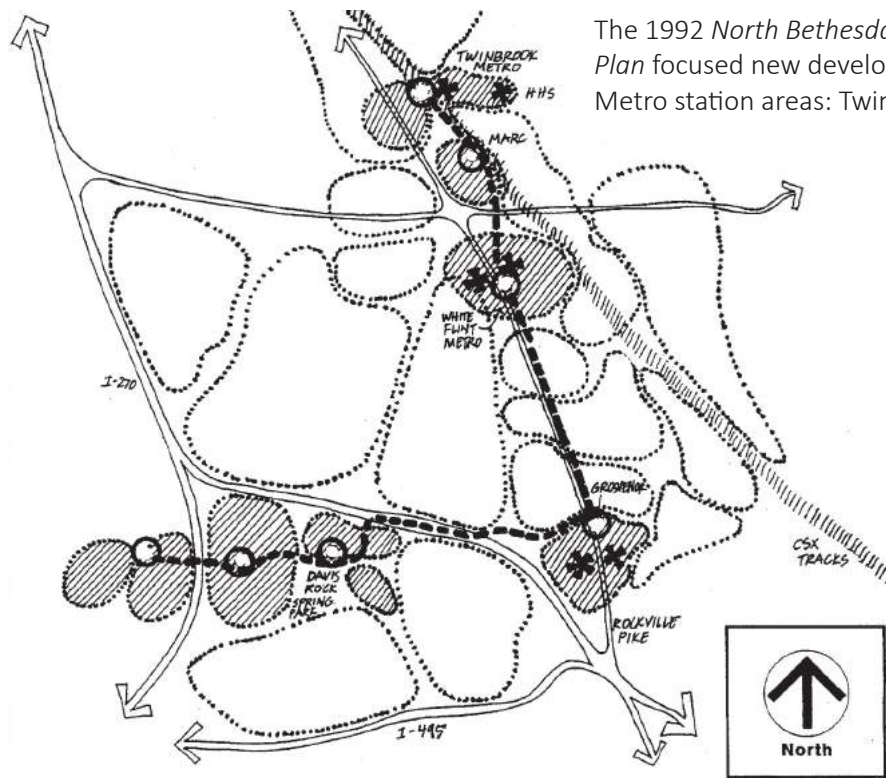 The 1992 North Bethesda
Plan focused new develo
Metro station areas: Twin
TWINBROOK
METRO
HHS
MARC
WHITE
FLINT
METRO
I-270
GROSVENOR
CSX
TRACKS
DAVIS
ROCK
SPRING
PARK
ROCKVILLE
PIKE
I-495
North